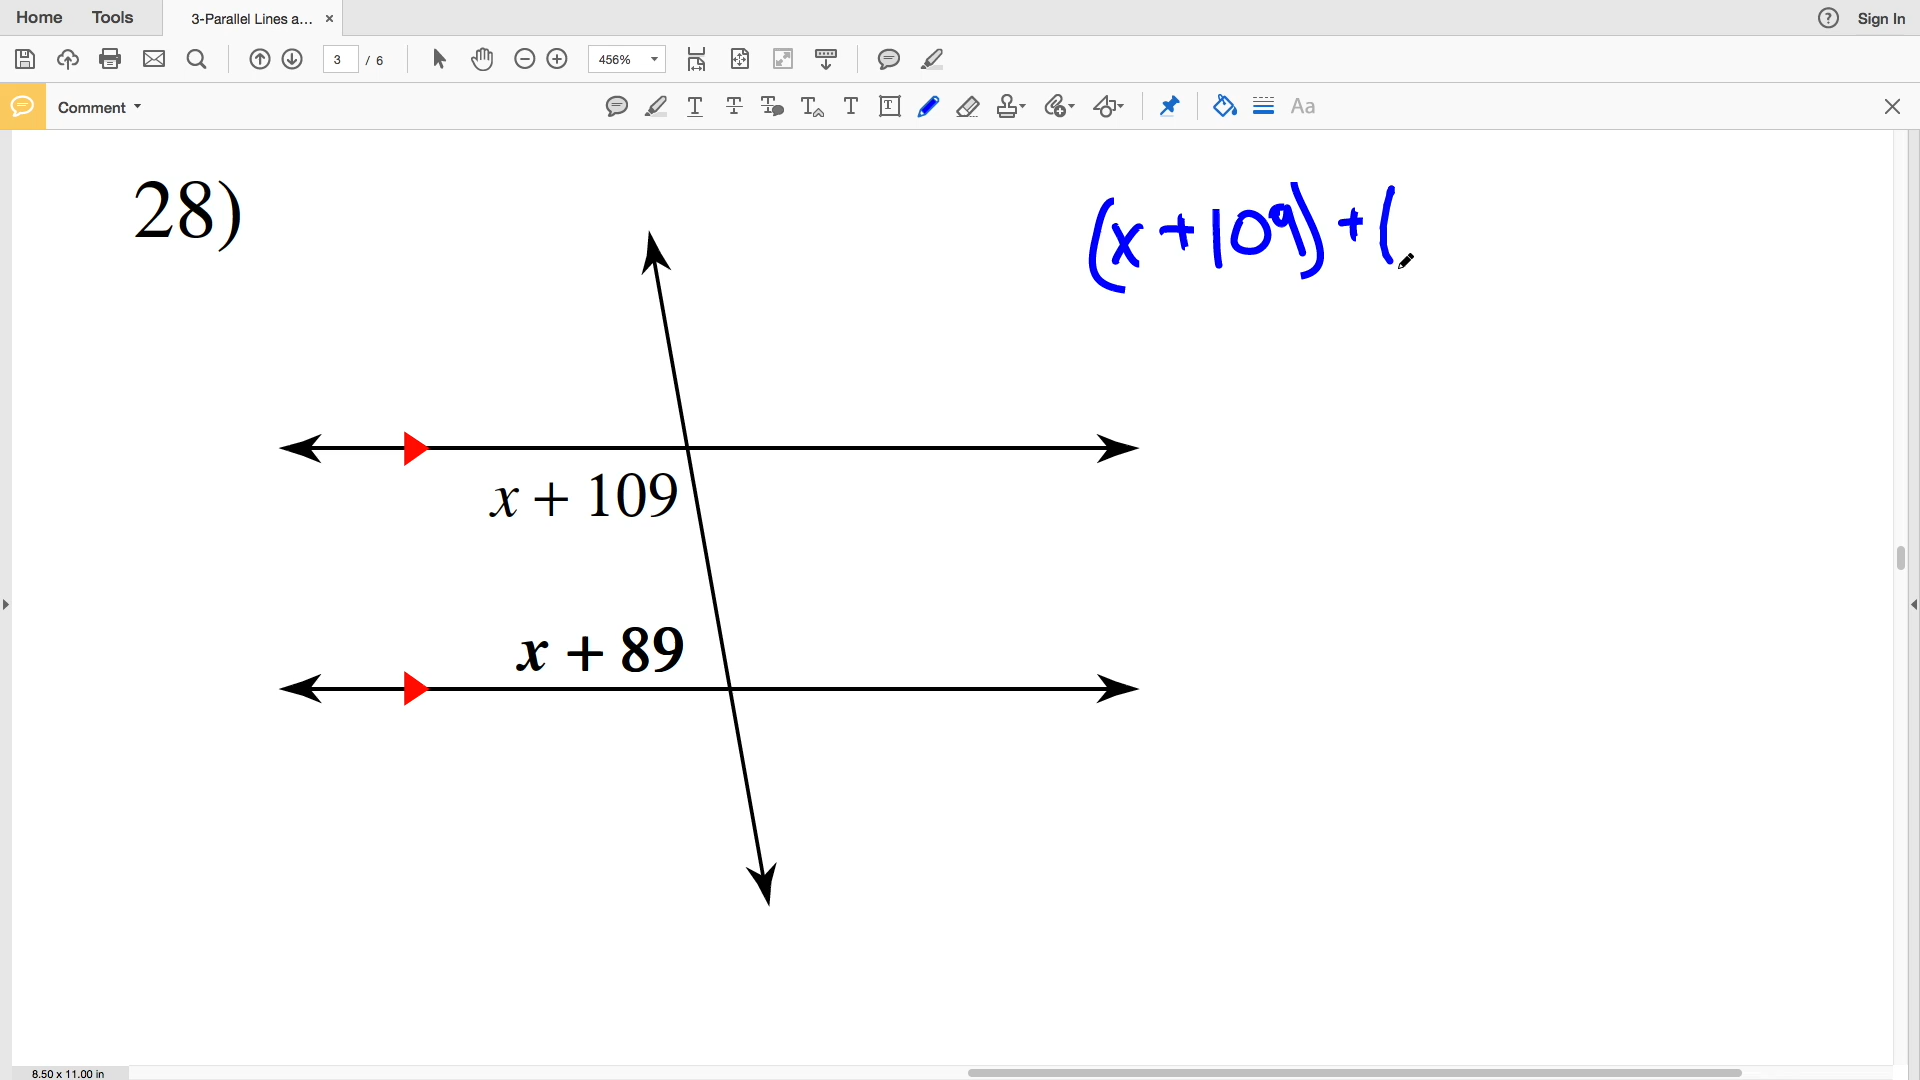 Home Tools 3-Parallel Lines a... × ? Sign In
3 / 6 456%
Comment Aa
28)
(x + 109) + (
x + 109
x + 89
8.50 x 11.00 in